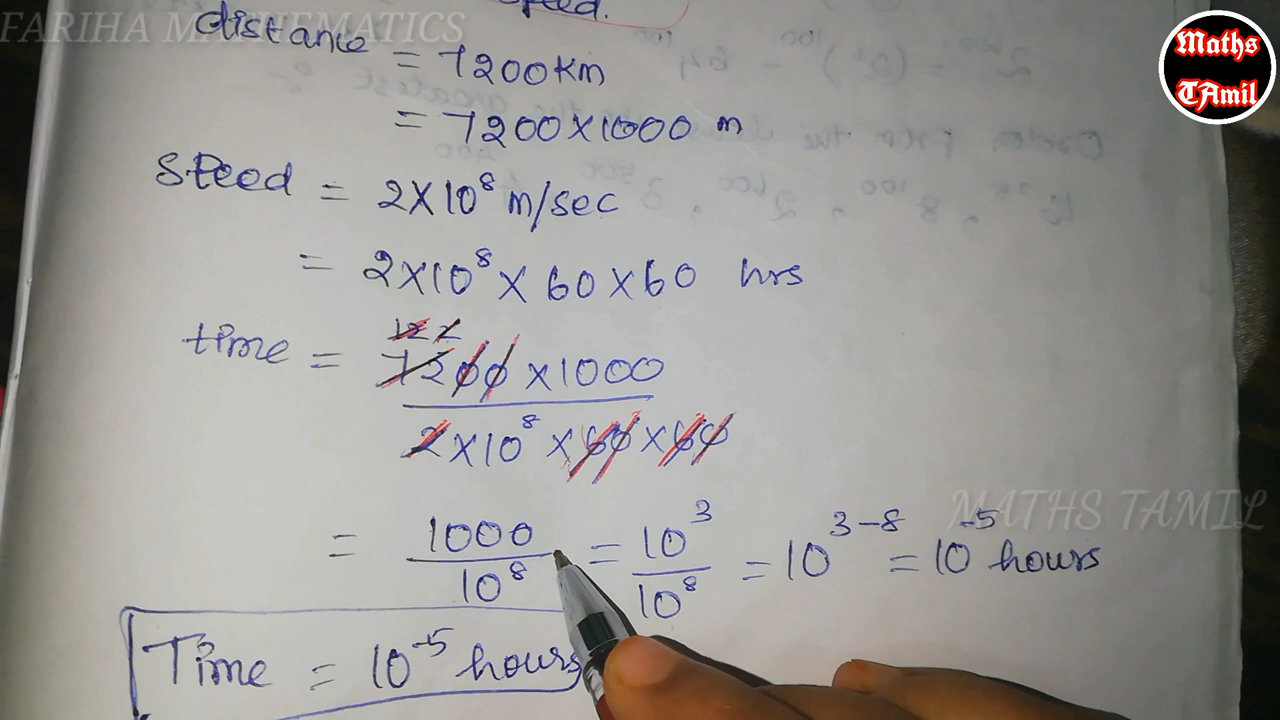 FARIHA MATHEMATICS
Maths
TAmil
distance = 7200Km
= 7200×1000 m
Speed = 2×10⁸ m/sec
= 2×10⁸ × 60×60 hrs
12 2
time = 7200 ×1000
2×10⁸ ×60×60
MATHS TAMIL
= 1000 / 10⁸ = 10³ / 10⁸ = 10³⁻⁸ = 10⁻⁵ hours
Time = 10⁻⁵ hours